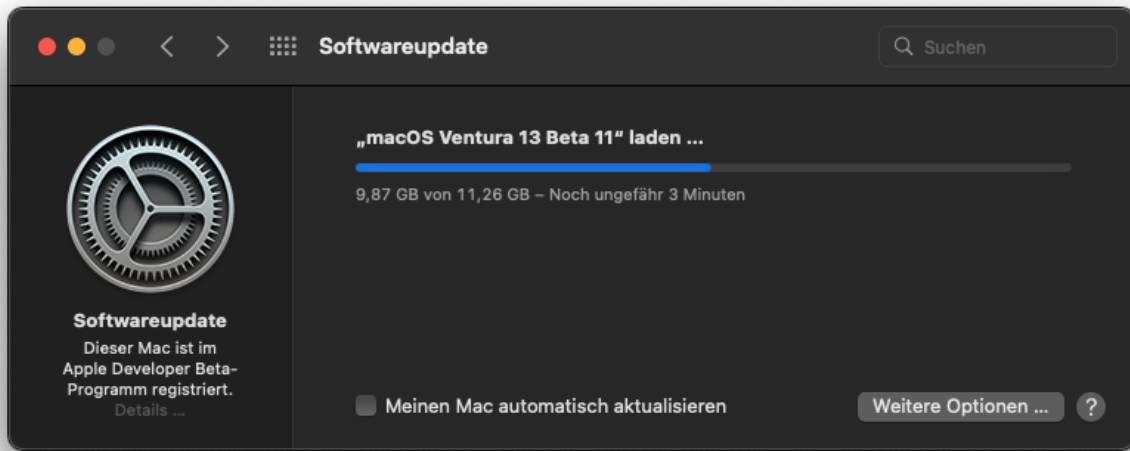 Softwareupdate
Suchen
„macOS Ventura 13 Beta 11“ laden ...
9,87 GB von 11,26 GB – Noch ungefähr 3 Minuten
Softwareupdate
Dieser Mac ist im
Apple Developer Beta-
Programm registriert.
Details ...
Meinen Mac automatisch aktualisieren
Weitere Optionen ... ?